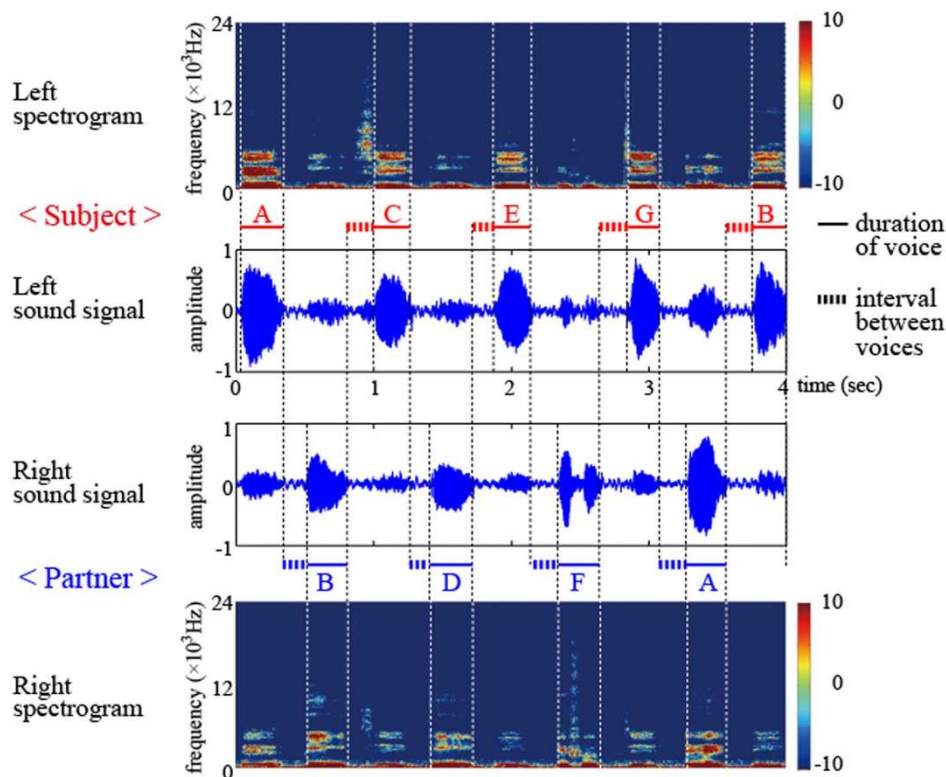 24
12
0
frequency (×10³Hz)
Left
spectrogram
10
0
-10
< Subject >
A
C
E
G
B
duration
of voice
interval
between
voices
Left
sound signal
amplitude
1
0
-1
0
1
2
3
4
time (sec)
Right
sound signal
amplitude
1
0
-1
< Partner >
B
D
F
A
24
12
0
frequency (×10³Hz)
Right
spectrogram
10
0
-10